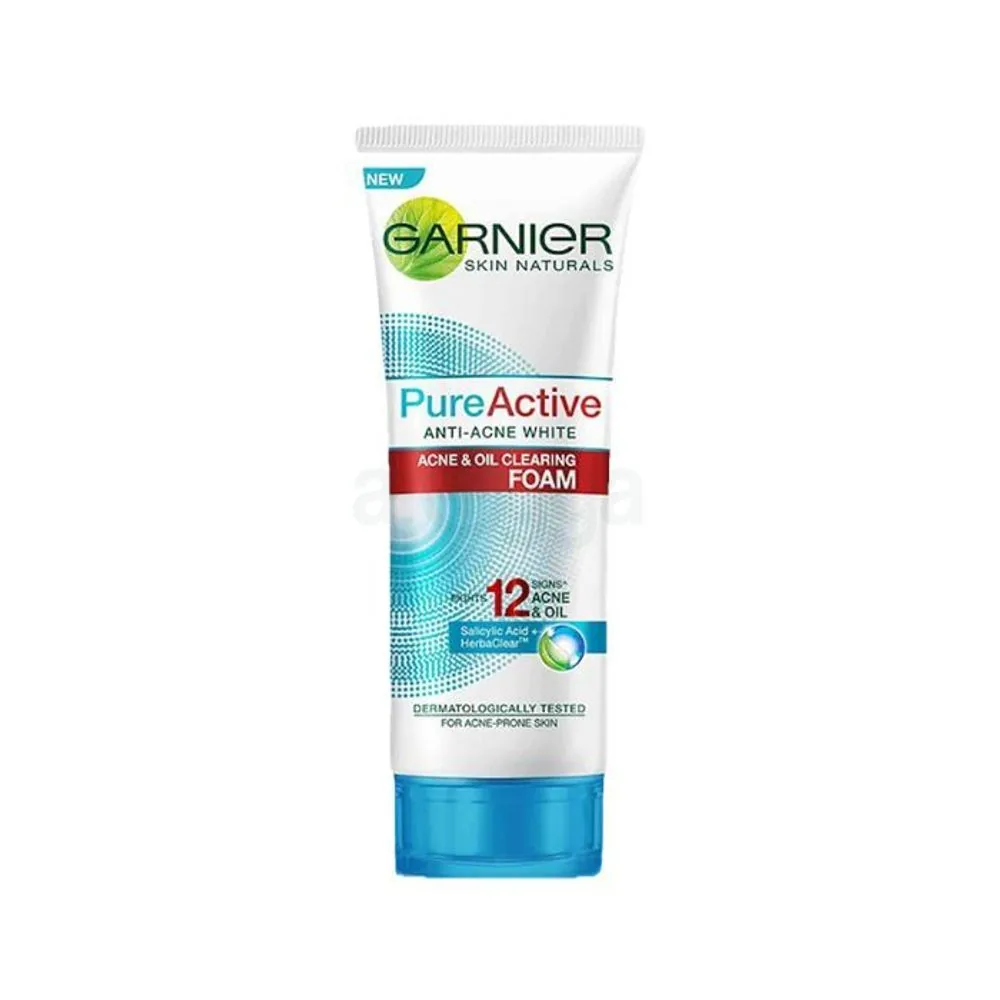 NEW
GARNIER
SKIN NATURALS
PureActive
ANTI-ACNE WHITE
ACNE & OIL CLEARING
FOAM
FIGHTS 12 SIGNS^
ACNE
& OIL
Salicylic Acid +
HerbaClear™
DERMATOLOGICALLY TESTED
FOR ACNE-PRONE SKIN